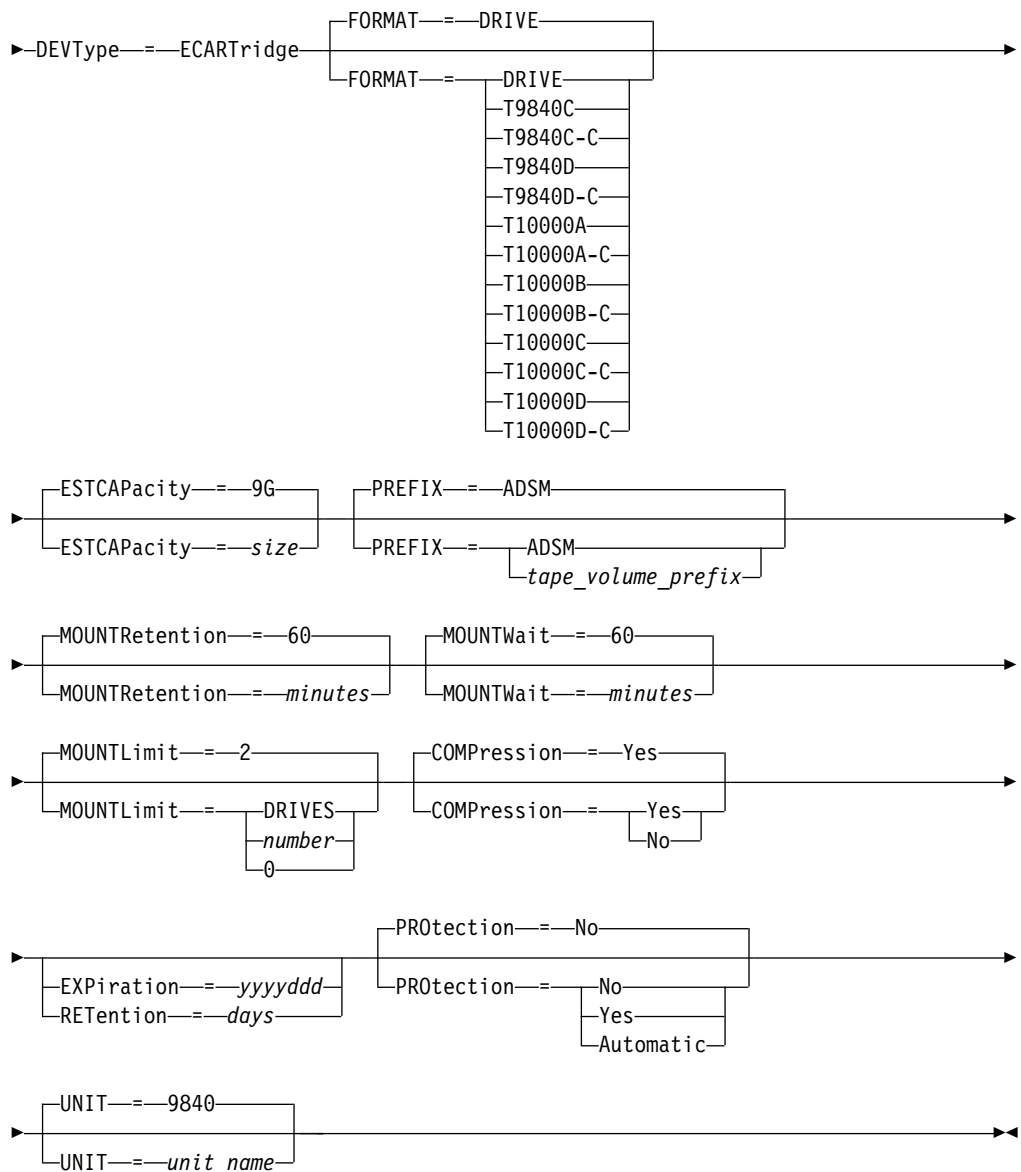 FORMAT = DRIVE
DEVType = ECARTridge
FORMAT = DRIVE
T9840C
T9840C-C
T9840D
T9840D-C
T10000A
T10000A-C
T10000B
T10000B-C
T10000C
T10000C-C
T10000D
T10000D-C
ESTCAPacity = 9G PREFIX = ADSM
ESTCAPacity = size PREFIX = ADSM
tape_volume_prefix
MOUNTRetention = 60 MOUNTWait = 60
MOUNTRetention = minutes MOUNTWait = minutes
MOUNTLimit = 2 COMPression = Yes
MOUNTLimit = DRIVES COMPression = Yes
number No
0
PROtection = No
EXPiration = yyyyddd PROtection = No
RETention = days Yes
Automatic
UNIT = 9840
UNIT = unit name